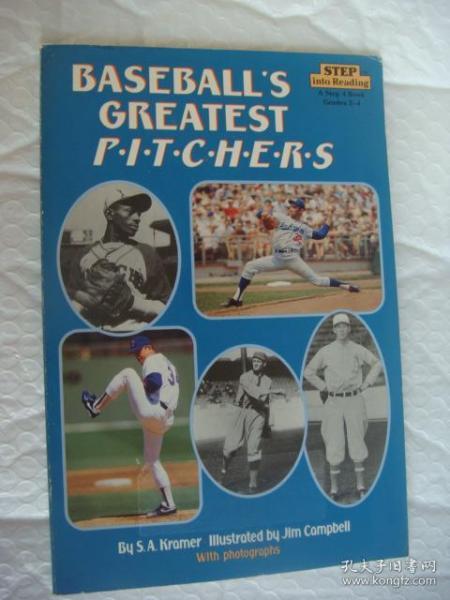 BASEBALL'S
GREATEST
P·I·T·C·H·E·R·S
STEP
into Reading
A Step 4 Book
Grades 2-4
By S.A. Kramer Illustrated by Jim Campbell
With photographs
孔夫子旧书网
www.kongfz.com